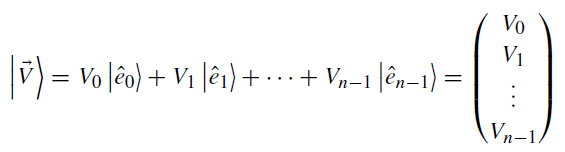 |V⃗⟩ = V₀ |ê₀⟩ + V₁ |ê₁⟩ + ⋯ + Vₙ₋₁ |êₙ₋₁⟩ = (V₀ V₁ ⋮ Vₙ₋₁)